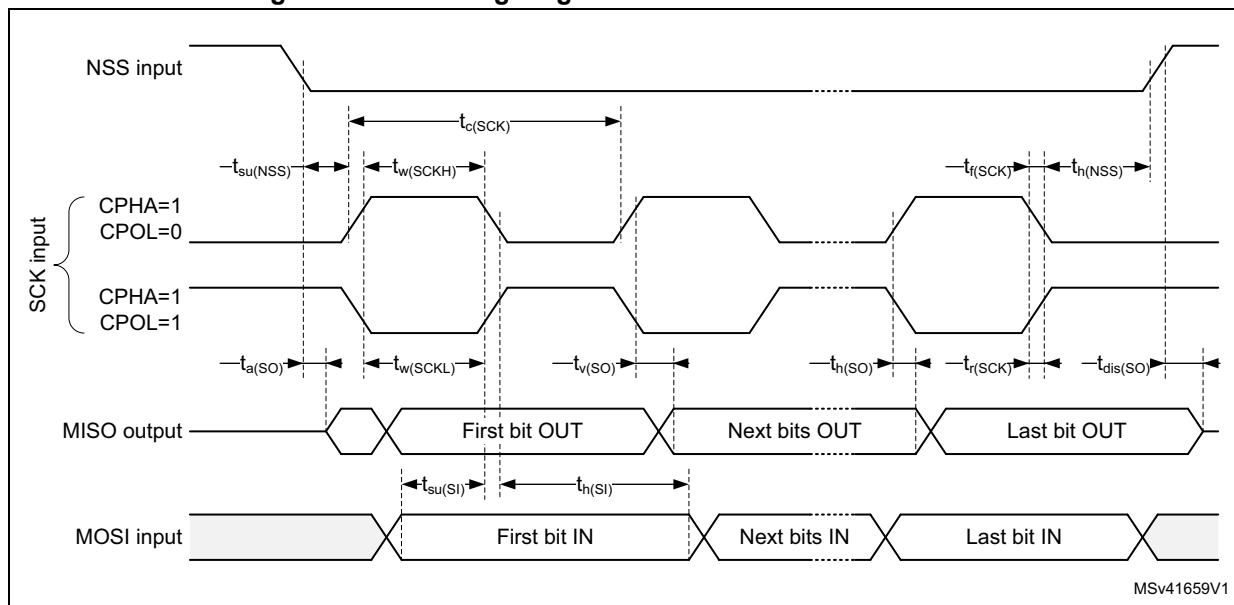 NSS input
tc(SCK)
tsu(NSS)
tw(SCKH)
tf(SCK)
th(NSS)
SCK input
CPHA=1
CPOL=0
CPHA=1
CPOL=1
ta(SO)
tw(SCKL)
tv(SO)
th(SO)
tr(SCK)
tdis(SO)
MISO output
First bit OUT
Next bits OUT
Last bit OUT
tsu(SI)
th(SI)
MOSI input
First bit IN
Next bits IN
Last bit IN
MSv41659V1